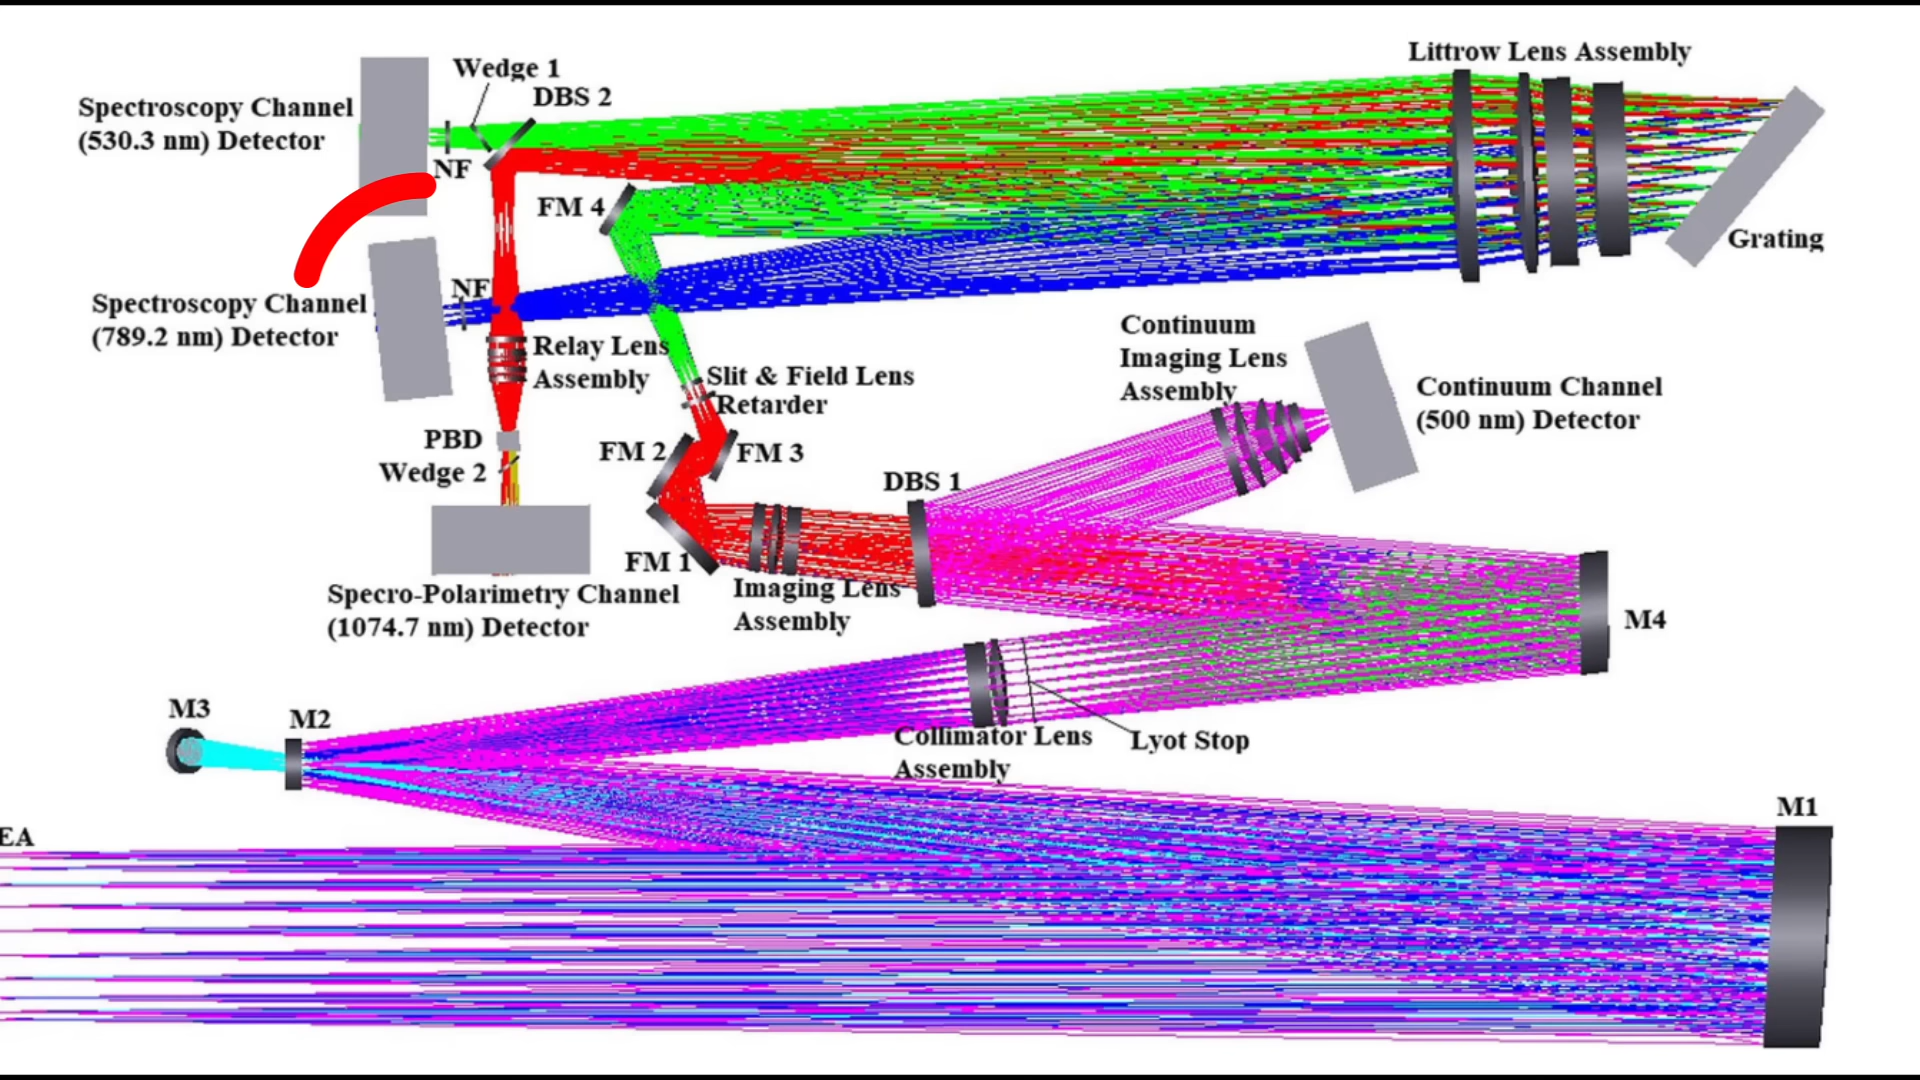 Littrow Lens Assembly
Wedge 1
DBS 2
Spectroscopy Channel
(530.3 nm) Detector
NF
FM 4
Grating
NF
Spectroscopy Channel
(789.2 nm) Detector
Relay Lens
Assembly
Continuum
Imaging Lens
Assembly
Slit & Field Lens
Retarder
Continuum Channel
(500 nm) Detector
PBD
Wedge 2
FM 2
FM 3
DBS 1
FM 1
Imaging Lens
Assembly
Specro-Polarimetry Channel
(1074.7 nm) Detector
M4
M3
M2
Collimator Lens
Assembly
Lyot Stop
M1
EA